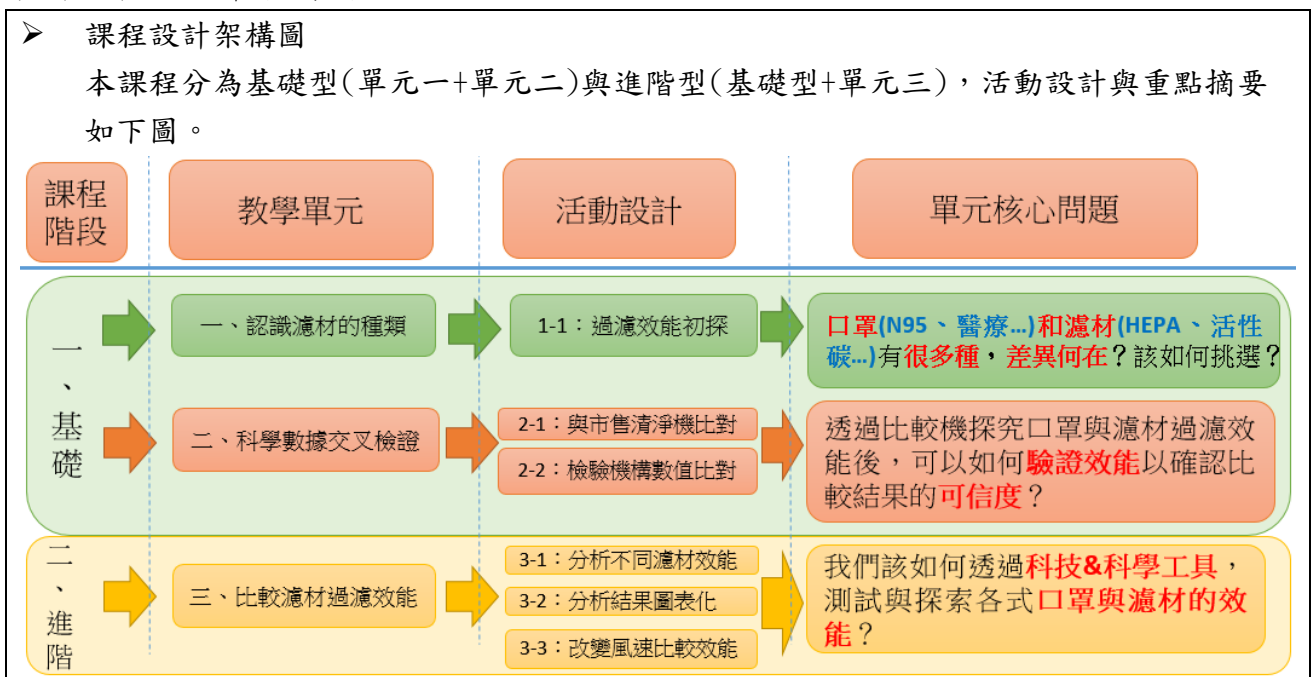 ➤ 課程設計架構圖
本課程分為基礎型(單元一+單元二)與進階型(基礎型+單元三)，活動設計與重點摘要
如下圖。
課程
階段
教學單元
活動設計
單元核心問題
一、基礎
一、認識濾材的種類
1-1：過濾效能初探
口罩(N95、醫療…)和濾材(HEPA、活性
碳…)有很多種，差異何在？該如何挑選？
二、科學數據交叉檢證
2-1：與市售清淨機比對
2-2：檢驗機構數值比對
透過比較機探究口罩與濾材過濾效
能後，可以如何驗證效能以確認比
較結果的可信度？
二、進階
三、比較濾材過濾效能
3-1：分析不同濾材效能
3-2：分析結果圖表化
3-3：改變風速比較效能
我們該如何透過科技&科學工具，
測試與探索各式口罩與濾材的效
能？